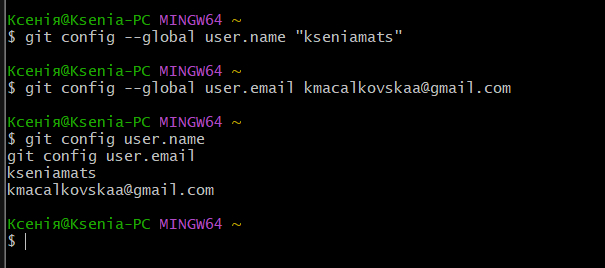 Ксенія@Ksenia-PC MINGW64 ~
$ git config --global user.name "kseniamats"
Ксенія@Ksenia-PC MINGW64 ~
$ git config --global user.email kmacalkovskaa@gmail.com
Ксенія@Ksenia-PC MINGW64 ~
$ git config user.name
git config user.email
kseniamats
kmacalkovskaa@gmail.com
Ксенія@Ksenia-PC MINGW64 ~
$